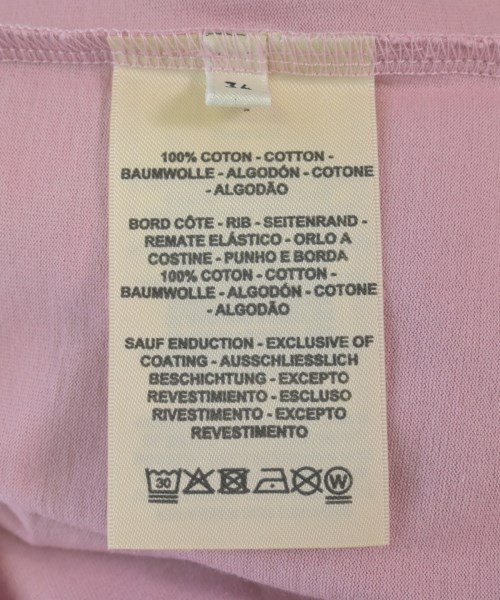 100% COTON - COTTON -
BAUMWOLLE - ALGODÓN - COTONE
- ALGODÃO
BORD CÔTE - RIB - SEITENRAND -
REMATE ELÁSTICO - ORLO A
COSTINE - PUNHO E BORDA
100% COTON - COTTON -
BAUMWOLLE - ALGODÓN - COTONE
- ALGODÃO
SAUF ENDUCTION - EXCLUSIVE OF
COATING - AUSSCHLIESSLICH
BESCHICHTUNG - EXCEPTO
REVESTIMIENTO - ESCLUSO
RIVESTIMENTO - EXCEPTO
REVESTIMENTO
30 W